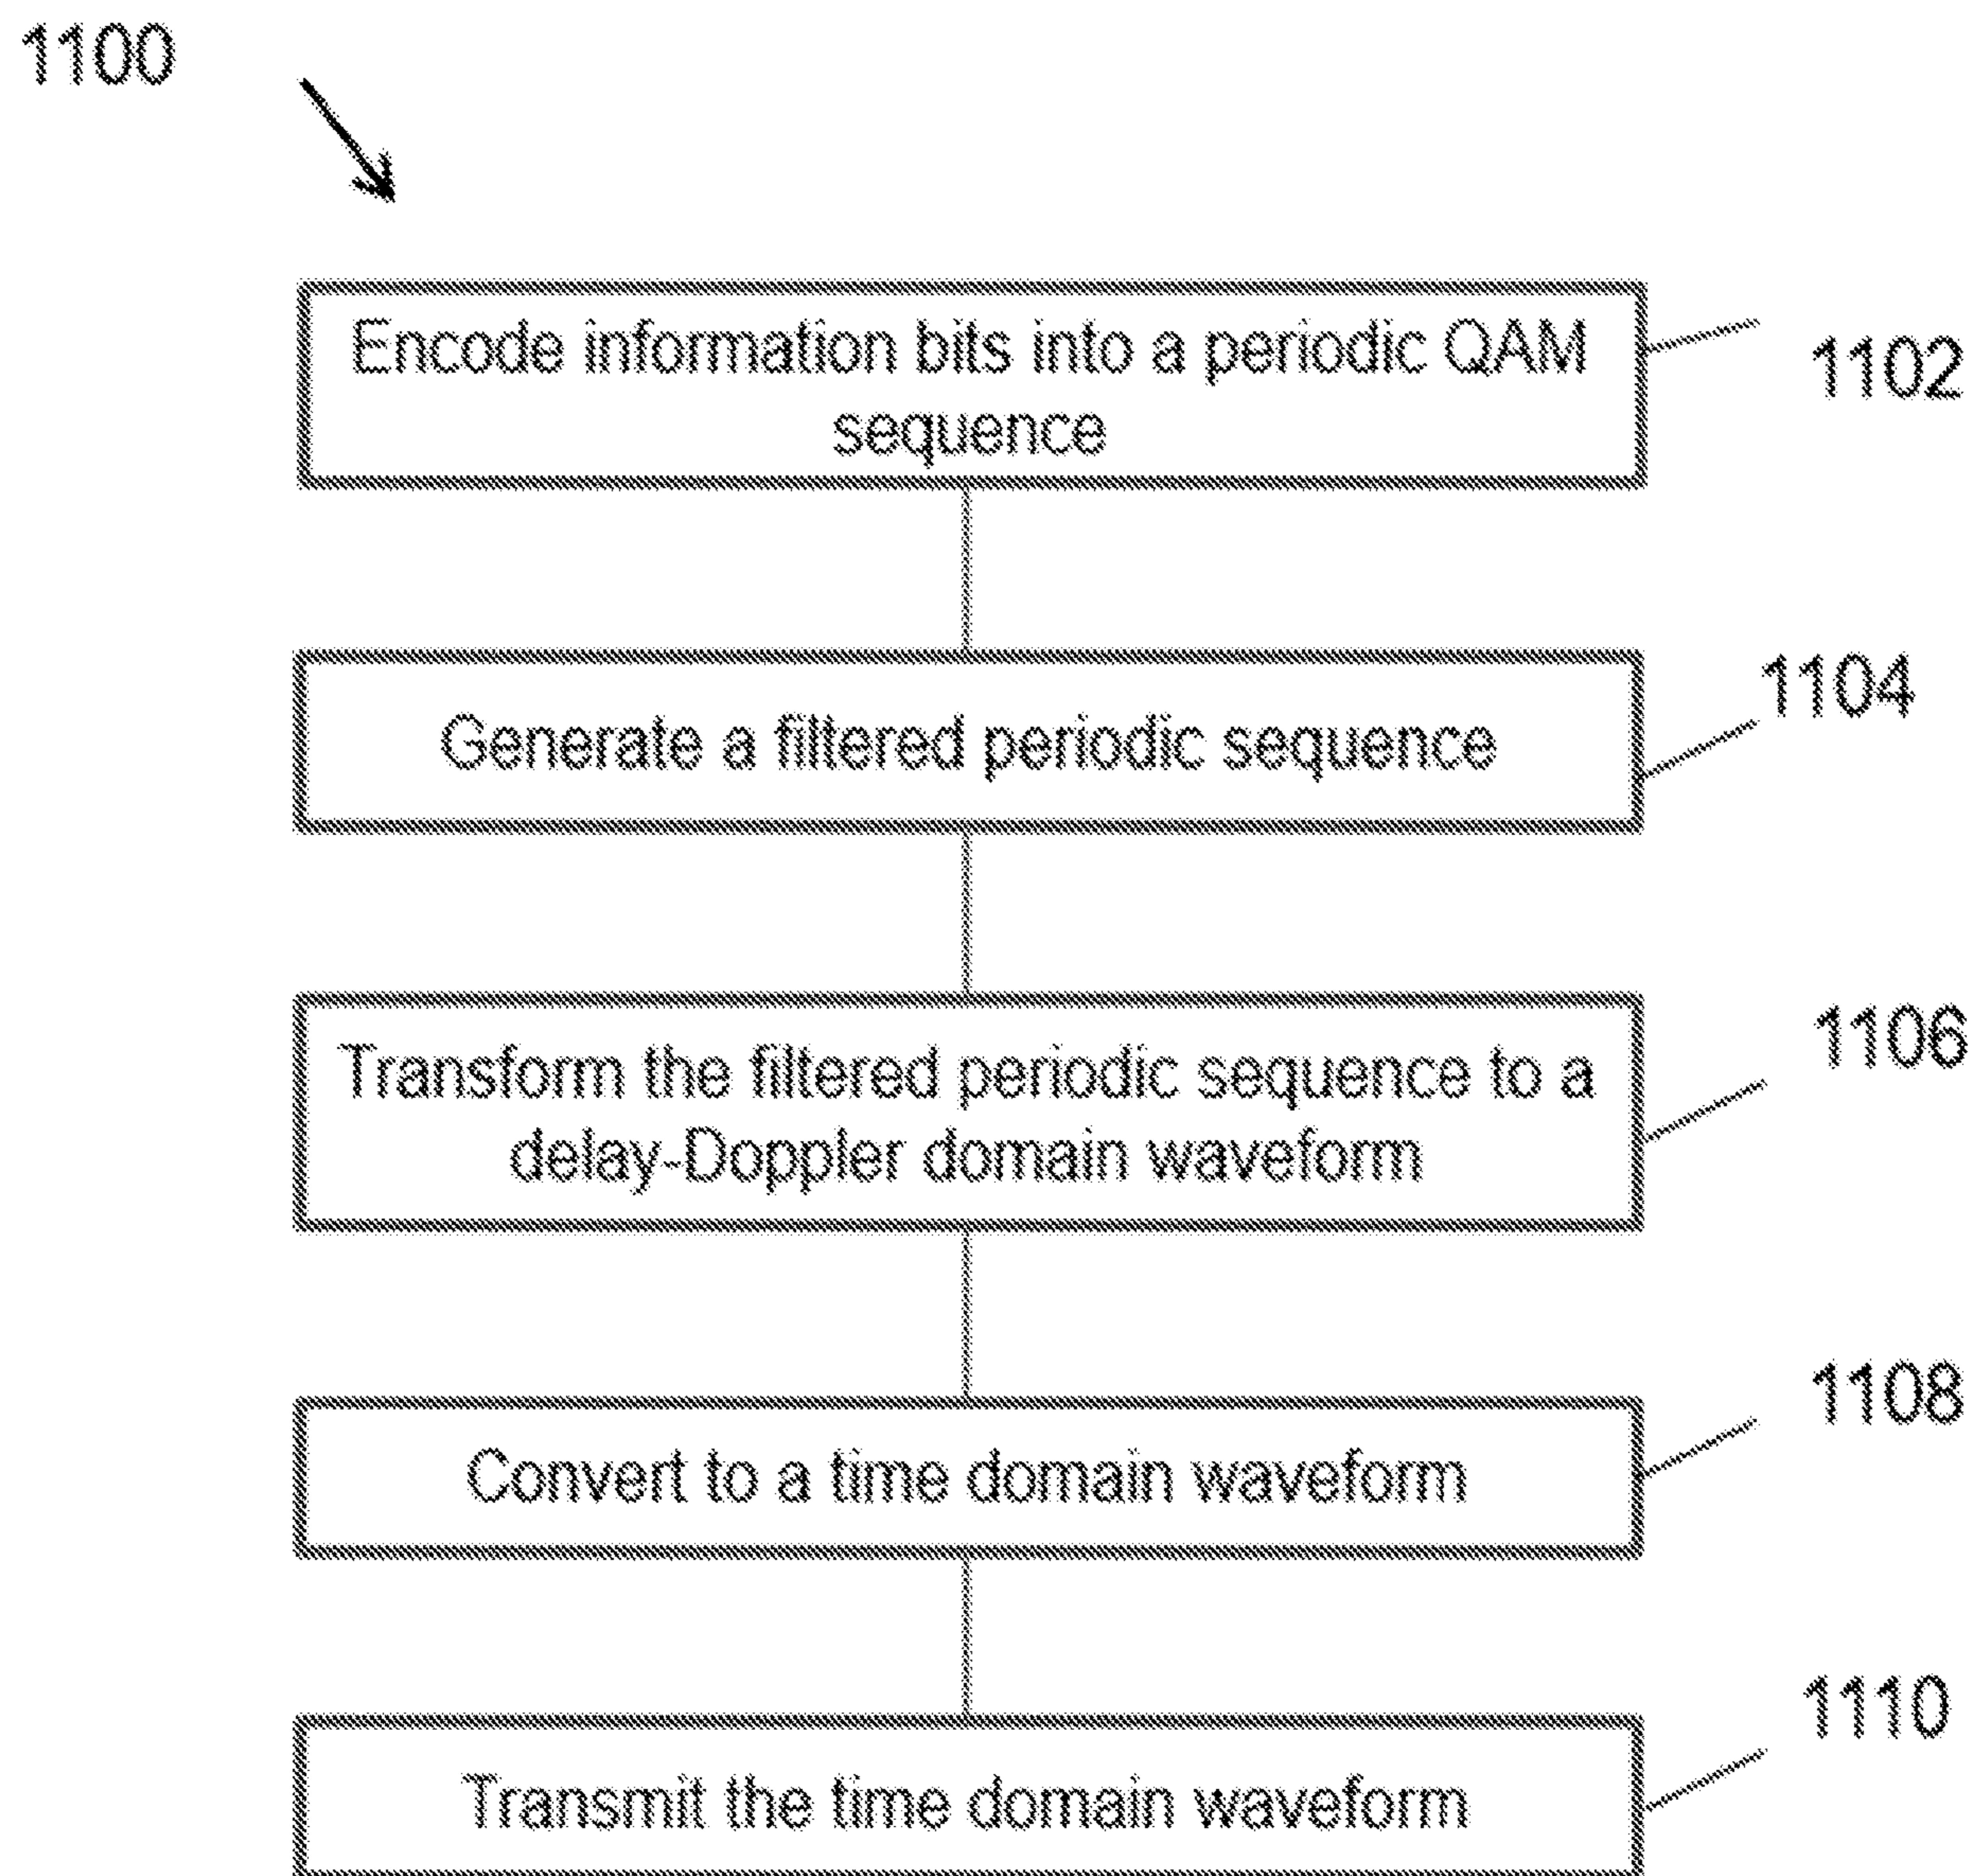 1100
Encode information bits into a periodic QAM
sequence
1102
Generate a filtered periodic sequence
1104
Transform the filtered periodic sequence to a
delay-Doppler domain waveform
1106
Convert to a time domain waveform
1108
Transmit the time domain waveform
1110